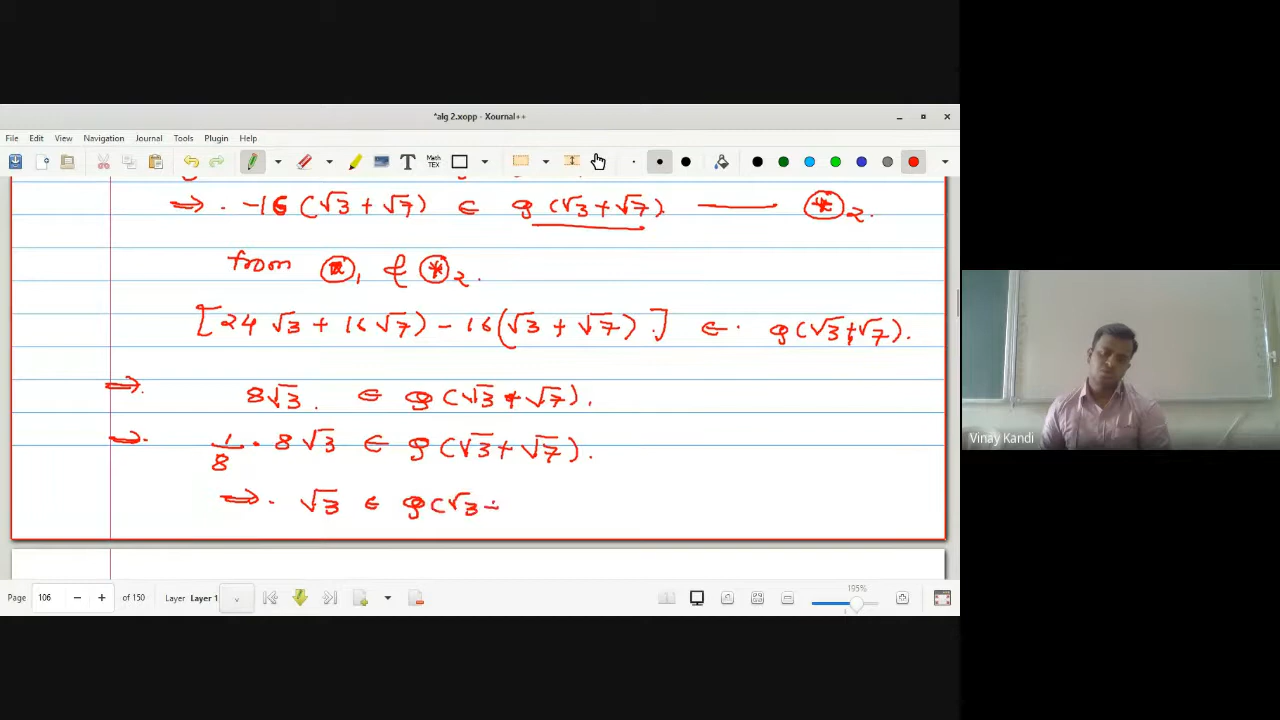 *alg 2.xopp - Xournal++
File Edit View Navigation Journal Tools Plugin Help
⇒ . -16 (√3 + √7) ∈ Q (√3+√7) —— ⊛2.
from ⊛1 & ⊛2.
[24 √3 + 16 √7) - 16(√3 + √7) .] ∈ . Q(√3+√7).
⇒ 8√3 . ∈ Q(√3+√7).
⇒ . 1/8 · 8 √3 ∈ Q(√3+√7).
⇒ . √3 ∈ Q(√3 -
Vinay Kandi
Page 106 of 150 Layer Layer 1 195%